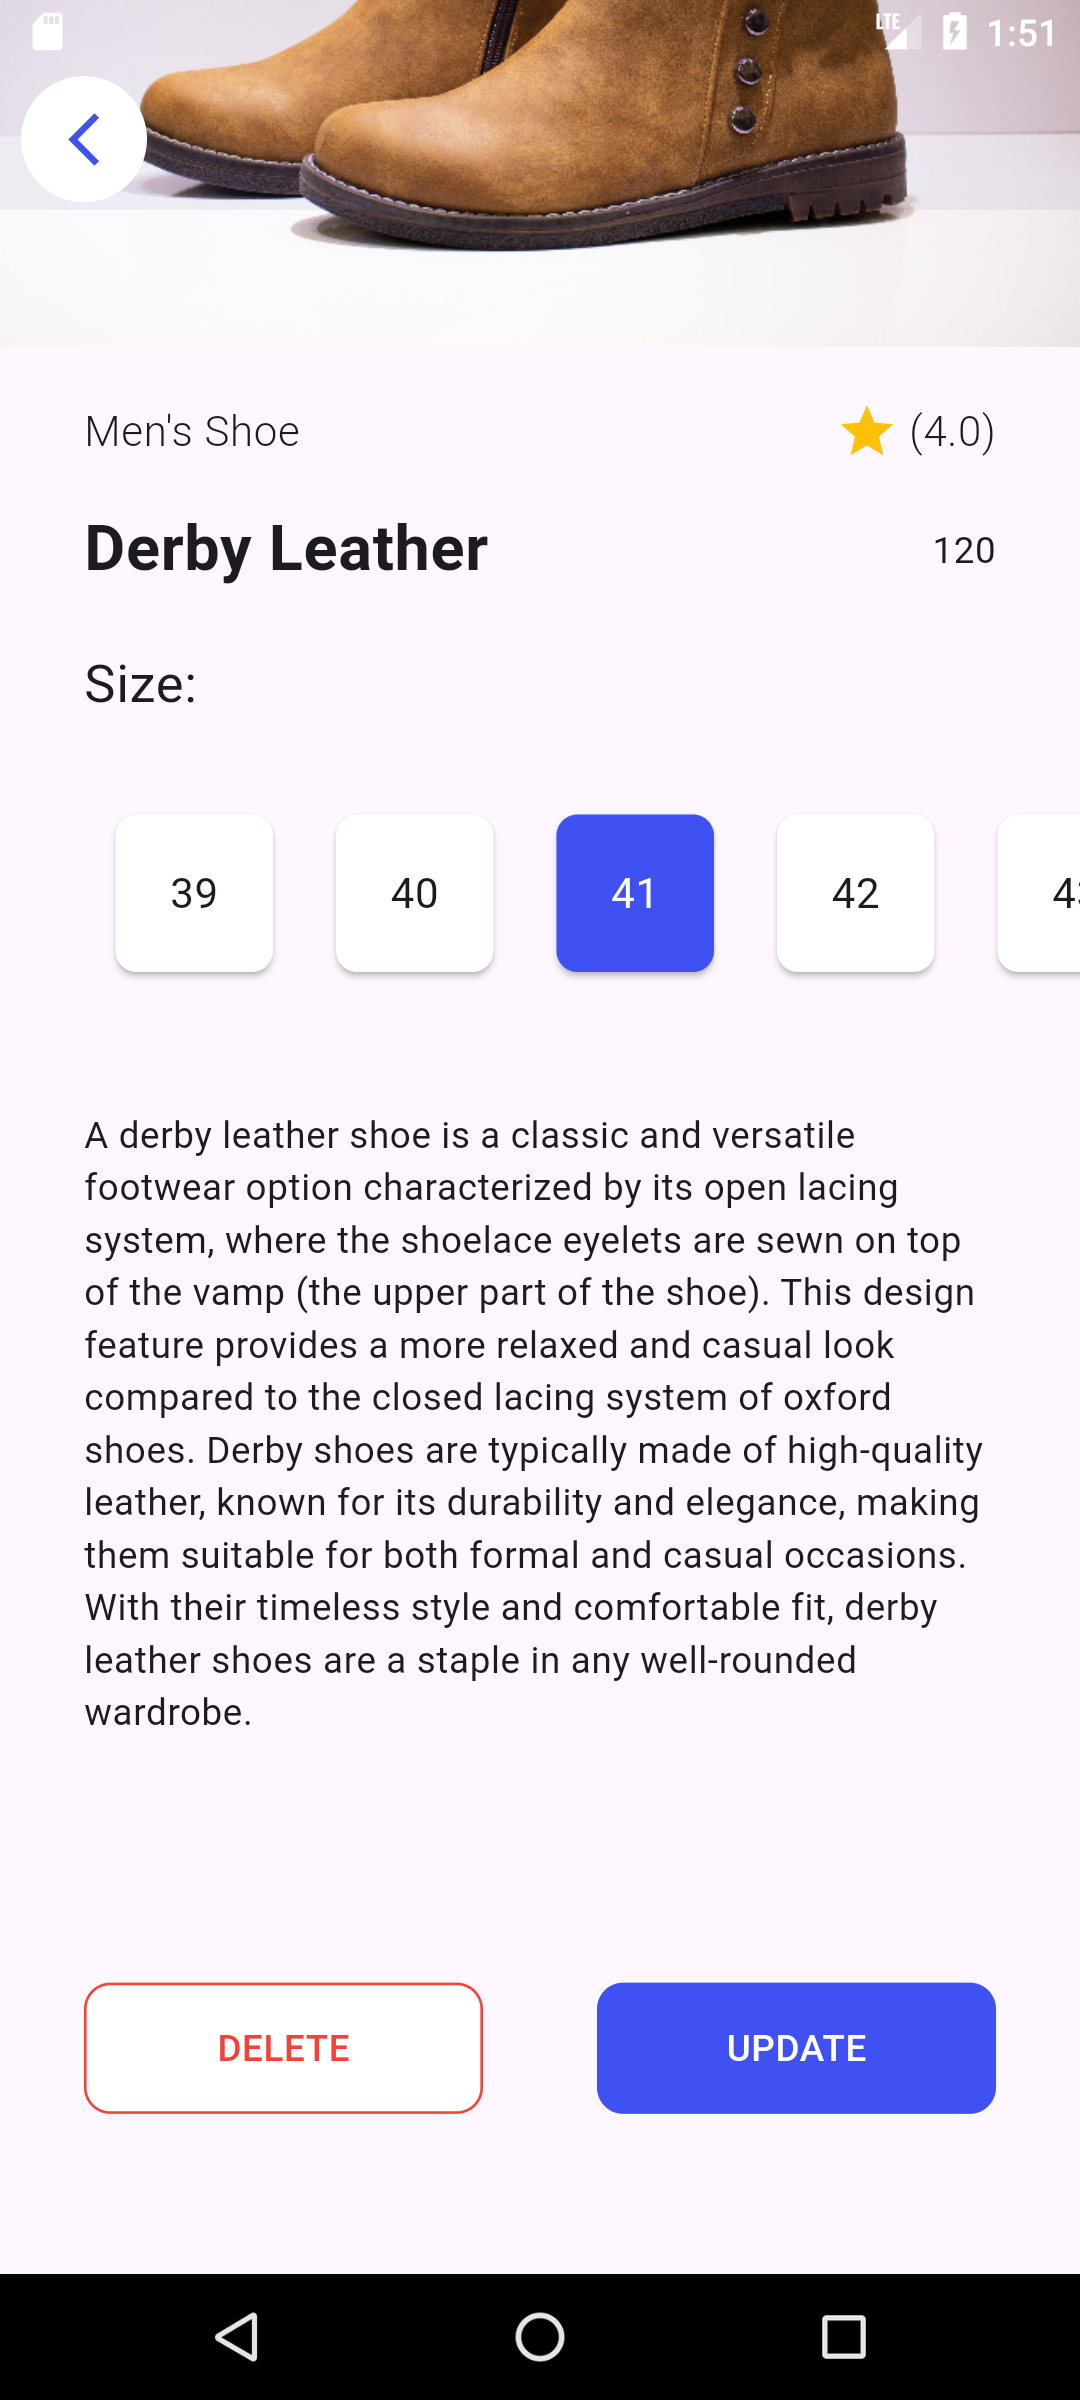 LTE 1:51
Men's Shoe (4.0)
Derby Leather 120
Size:
39 40 41 42
A derby leather shoe is a classic and versatile
footwear option characterized by its open lacing
system, where the shoelace eyelets are sewn on top
of the vamp (the upper part of the shoe). This design
feature provides a more relaxed and casual look
compared to the closed lacing system of oxford
shoes. Derby shoes are typically made of high-quality
leather, known for its durability and elegance, making
them suitable for both formal and casual occasions.
With their timeless style and comfortable fit, derby
leather shoes are a staple in any well-rounded
wardrobe.
DELETE UPDATE